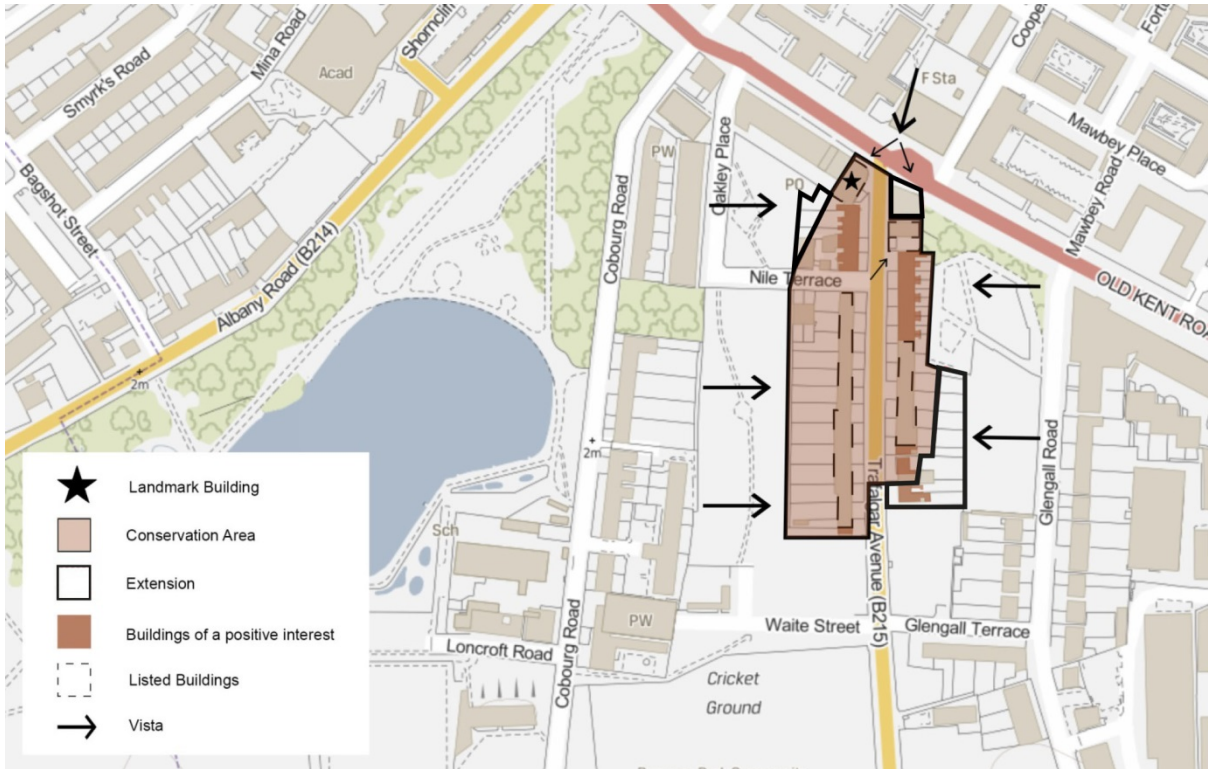 Smyrk's Road
Mina Road
Acad
Shornclif
Bagshot Street
Albany Road (B214)
2m
Cobourg Road
PW
Oakley Place
PO
F Sta
Cooper
Fort
Mawbey Place
Mawbey Road
OLD KENT ROA
Nile Terrace
2m
Trafalgar Avenue (B215)
Glengall Road
Sch
PW
Cobourg Road
Loncroft Road
Waite Street
Glengall Terrace
Cricket
Ground
Landmark Building
Conservation Area
Extension
Buildings of a positive interest
Listed Buildings
Vista